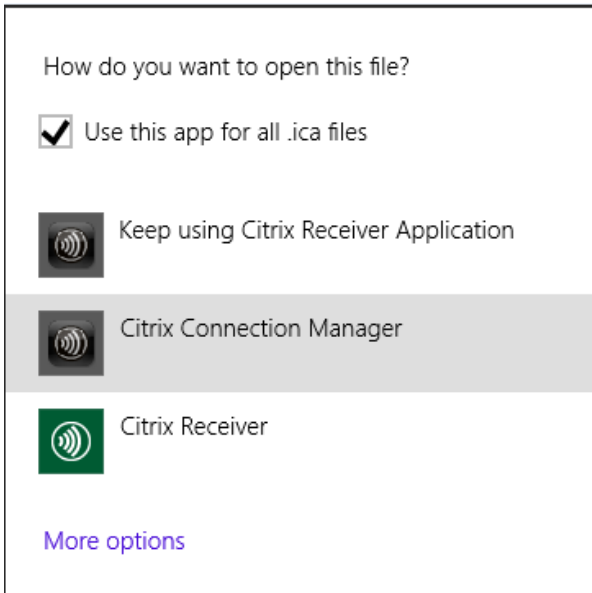 How do you want to open this file?
Use this app for all .ica files
Keep using Citrix Receiver Application
Citrix Connection Manager
Citrix Receiver
More options